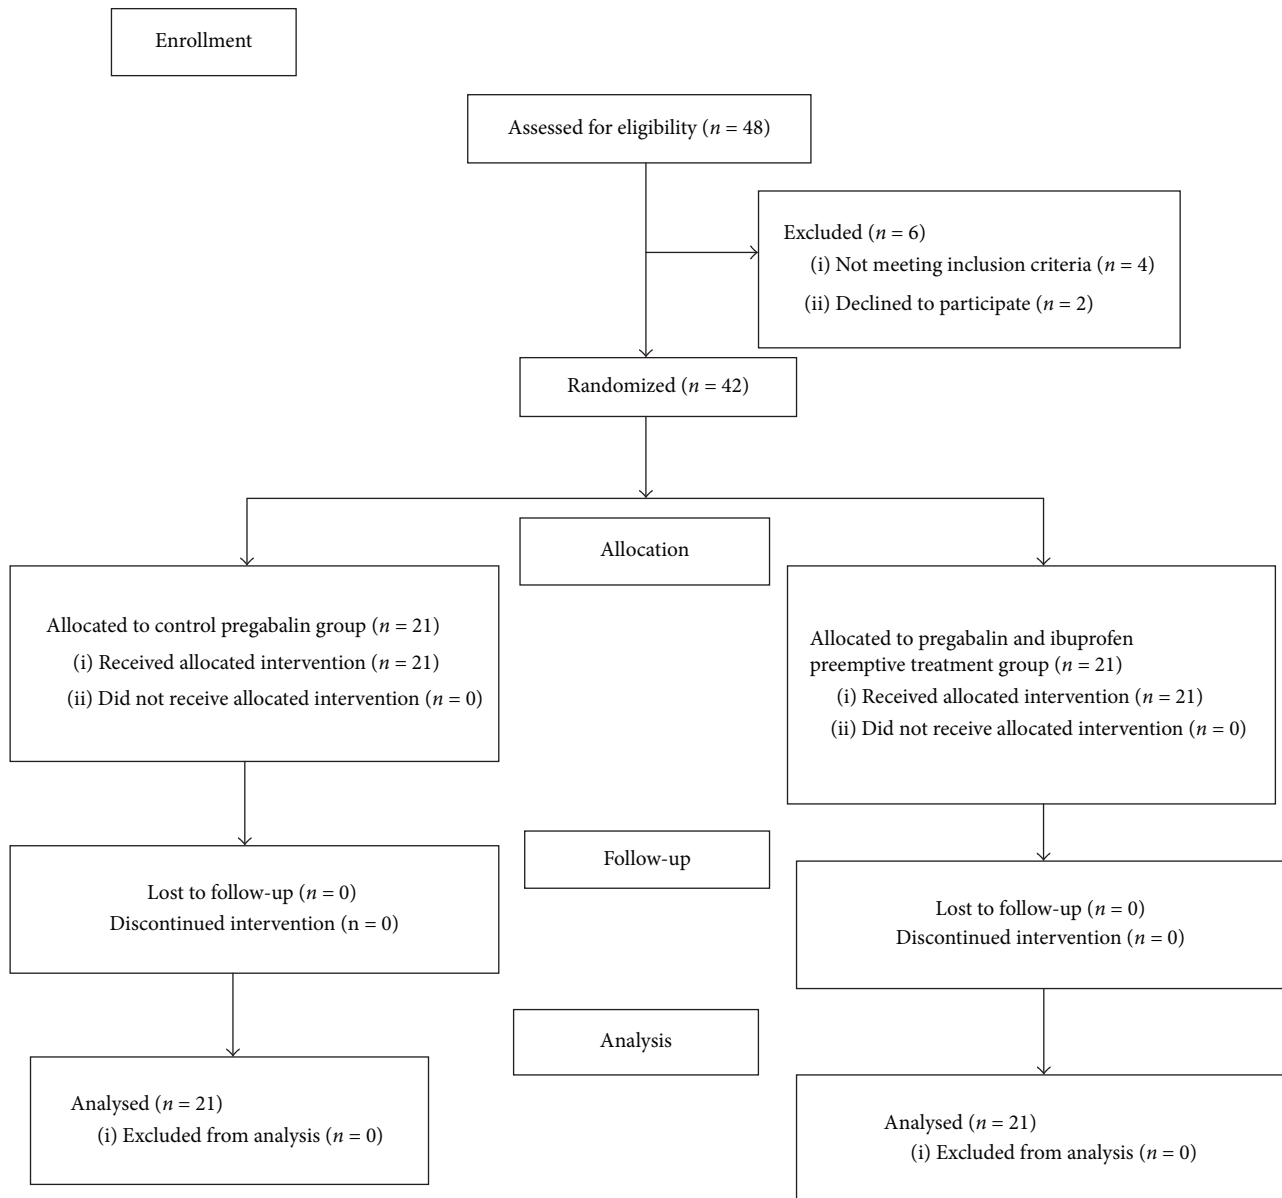 Enrollment
Assessed for eligibility (n = 48)
Excluded (n = 6)
(i) Not meeting inclusion criteria (n = 4)
(ii) Declined to participate (n = 2)
Randomized (n = 42)
Allocation
Allocated to control pregabalin group (n = 21)
(i) Received allocated intervention (n = 21)
(ii) Did not receive allocated intervention (n = 0)
Allocated to pregabalin and ibuprofen
preemptive treatment group (n = 21)
(i) Received allocated intervention (n = 21)
(ii) Did not receive allocated intervention (n = 0)
Follow-up
Lost to follow-up (n = 0)
Discontinued intervention (n = 0)
Lost to follow-up (n = 0)
Discontinued intervention (n = 0)
Analysis
Analysed (n = 21)
(i) Excluded from analysis (n = 0)
Analysed (n = 21)
(i) Excluded from analysis (n = 0)